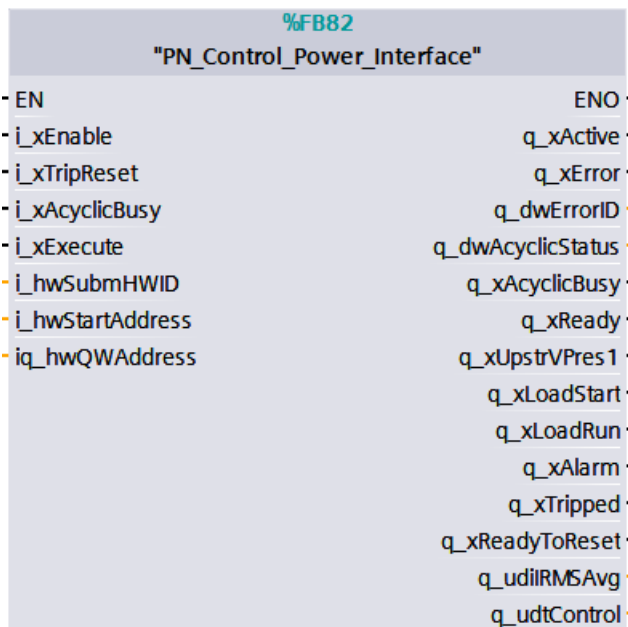 %FB82
"PN_Control_Power_Interface"
EN ENO
i_xEnable q_xActive
i_xTripReset q_xError
i_xAcyclicBusy q_dwErrorID
i_xExecute q_dwAcyclicStatus
i_hwSubmHWID q_xAcyclicBusy
i_hwStartAddress q_xReady
iq_hwQWAddress q_xUpstrVPres1
q_xLoadStart
q_xLoadRun
q_xAlarm
q_xTripped
q_xReadyToReset
q_udiIRMSAvg
q_udtControl